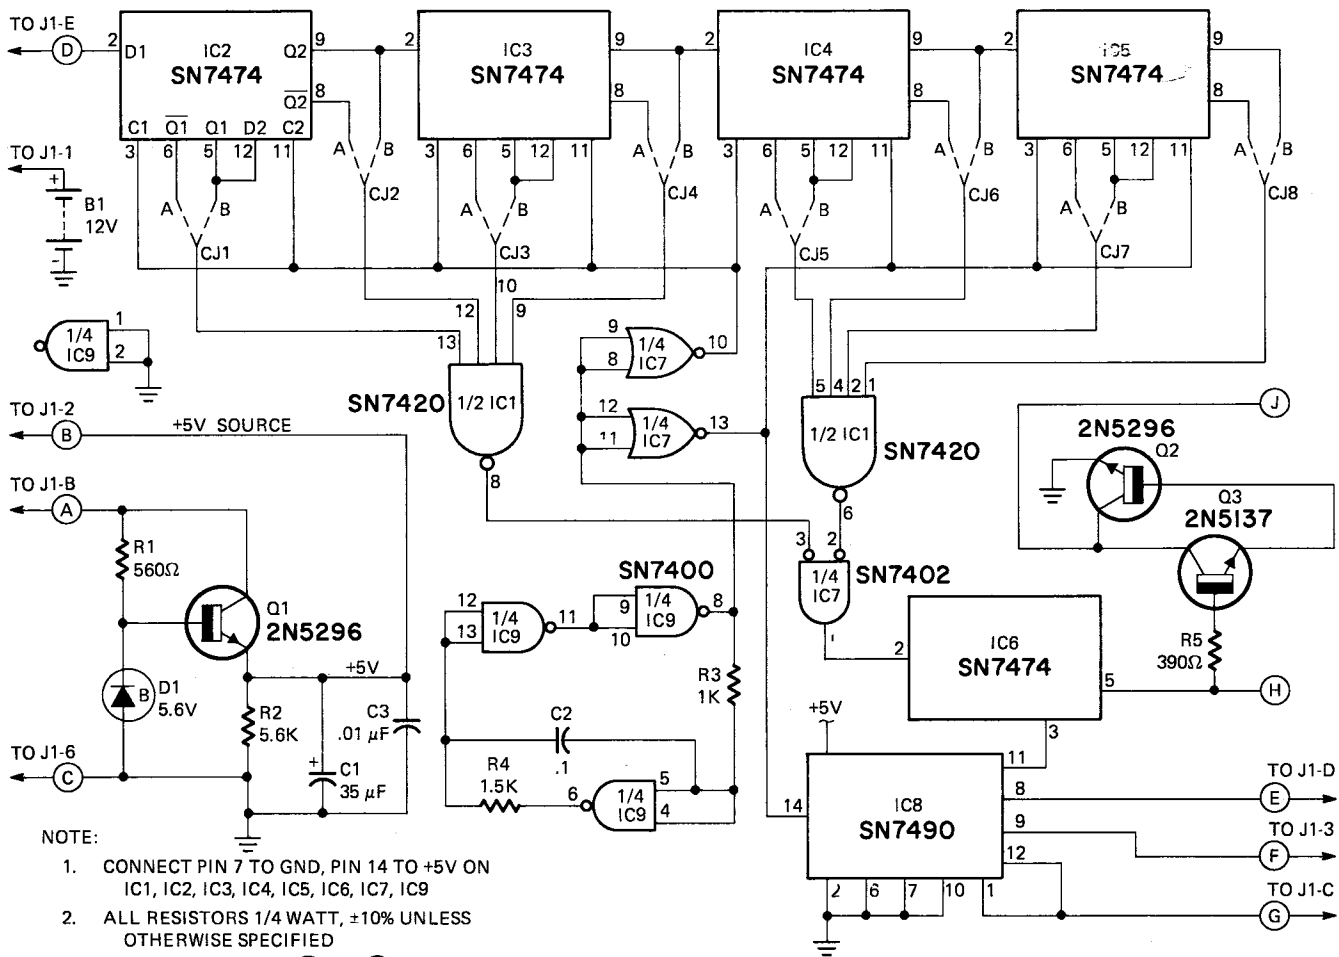 TO J1-E
D
2
D1
IC2
SN7474
Q2
9
Q2
8
C1
Q1
Q1
D2
C2
3
6
5
12
11
2
IC3
SN7474
9
8
3
6
5
12
11
2
IC4
SN7474
9
8
3
6
5
12
11
2
IC5
SN7474
9
8
3
6
5
12
11
TO J1-1
+
B1
12V
-
A
B
CJ1
A
B
CJ2
A
B
CJ3
A
B
CJ4
A
B
CJ5
A
B
CJ6
A
B
CJ7
A
B
CJ8
1/4
IC9
1
2
13
12
10
9
SN7420
1/2 IC1
8
9
8
1/4
IC7
10
12
11
1/4
IC7
13
5
4
2
1
1/2 IC1
SN7420
6
TO J1-2
B
+5V SOURCE
TO J1-B
A
R1
560Ω
Q1
2N5296
D1
5.6V
B
+5V
R2
5.6K
C1
35 µF
+
C3
.01 µF
TO J1-6
C
SN7400
12
13
1/4
IC9
11
9
10
1/4
IC9
8
R3
1K
C2
.1
R4
1.5K
6
1/4
IC9
5
4
3
2
1/4
IC7
SN7402
J
2N5296
Q2
Q3
2N5137
R5
390Ω
H
2
IC6
SN7474
5
3
+5V
14
IC8
SN7490
11
8
9
12
2
6
7
10
1
TO J1-D
E
TO J1-3
F
TO J1-C
G
NOTE:
1. CONNECT PIN 7 TO GND, PIN 14 TO +5V ON
IC1, IC2, IC3, IC4, IC5, IC6, IC7, IC9
2. ALL RESISTORS 1/4 WATT, ±10% UNLESS
OTHERWISE SPECIFIED